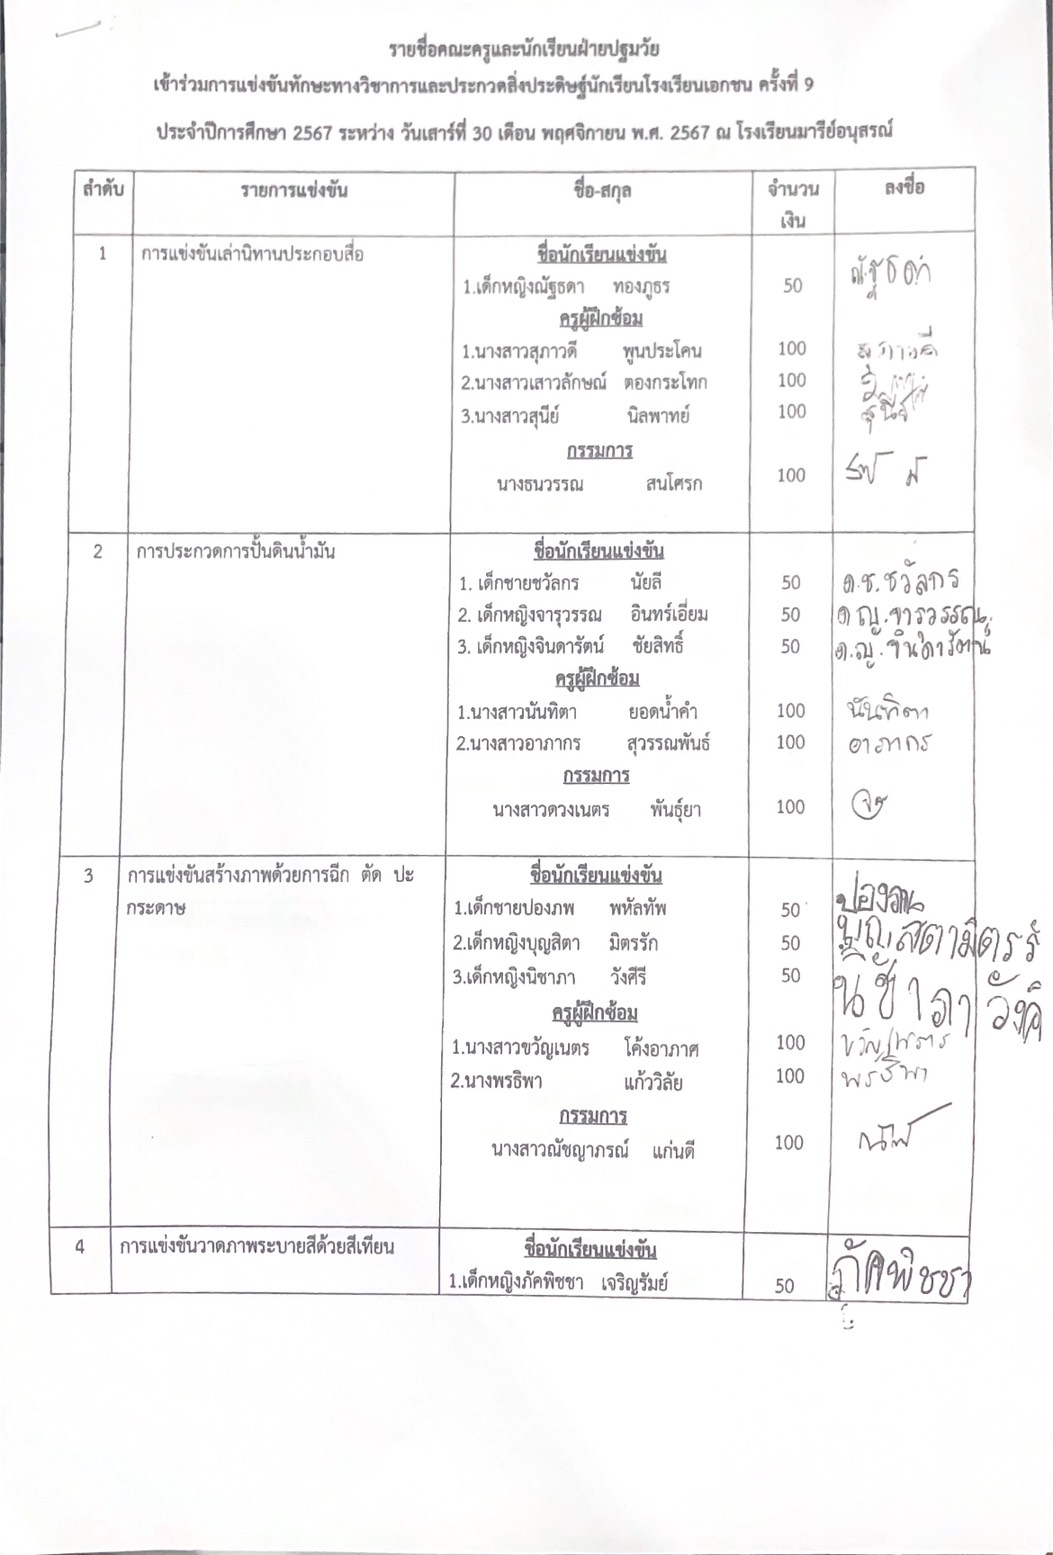 รายชื่อคณะครูและนักเรียนฝ่ายปฐมวัย
เข้าร่วมการแข่งขันทักษะทางวิชาการและประกวดสิ่งประดิษฐ์นักเรียนโรงเรียนเอกชน ครั้งที่ 9
ประจำปีการศึกษา 2567 ระหว่าง วันเสาร์ที่ 30 เดือน พฤศจิกายน พ.ศ. 2567 ณ โรงเรียนมารีย์อนุสรณ์
ลำดับ รายการแข่งขัน ชื่อ-สกุล จำนวน ลงชื่อ
เงิน
1 การแข่งขันเล่านิทานประกอบสื่อ ชื่อนักเรียนแข่งขัน
1.เด็กหญิงณัฐธดา ทองภูธร 50 ณัฐธดา
ครูผู้ฝึกซ้อม
1.นางสาวสุภาวดี พูนประโคน 100 สุภาวดี
2.นางสาวเสาวลักษณ์ ตองกระโทก 100
3.นางสาวสุนีย์ นิลพาทย์ 100 สุนีย์
กรรมการ
นางธนวรรณ สนโศรก 100
2 การประกวดการปั้นดินน้ำมัน ชื่อนักเรียนแข่งขัน
1. เด็กชายชวัลกร นัยลี 50 ด.ช.ชวัลกร
2. เด็กหญิงจารุวรรณ อินทร์เอี่ยม 50 ด.ญ.จารุวรรณ
3. เด็กหญิงจินดารัตน์ ชัยสิทธิ์ 50 ด.ญ.จินดารัตน์
ครูผู้ฝึกซ้อม
1.นางสาวนันทิตา ยอดน้ำคำ 100 นันทิตา
2.นางสาวอาภากร สุวรรณพันธ์ 100 อาภากร
กรรมการ
นางสาวดวงเนตร พันธุ์ยา 100
3 การแข่งขันสร้างภาพด้วยการฉีก ตัด ปะ ชื่อนักเรียนแข่งขัน
กระดาษ 1.เด็กชายปองภพ พหัลทัพ 50
2.เด็กหญิงบุญสิตา มิตรรัก 50
3.เด็กหญิงนิชาภา วังศีรี 50 นิชาภา
ครูผู้ฝึกซ้อม
1.นางสาวขวัญเนตร โค้งอาภาศ 100 ขวัญเนตร
2.นางพรธิพา แก้ววิลัย 100 พรธิพา
กรรมการ
นางสาวณัชญาภรณ์ แก่นดี 100
4 การแข่งขันวาดภาพระบายสีด้วยสีเทียน ชื่อนักเรียนแข่งขัน
1.เด็กหญิงภัคพิชชา เจริญรัมย์ 50 ภัคพิชชา